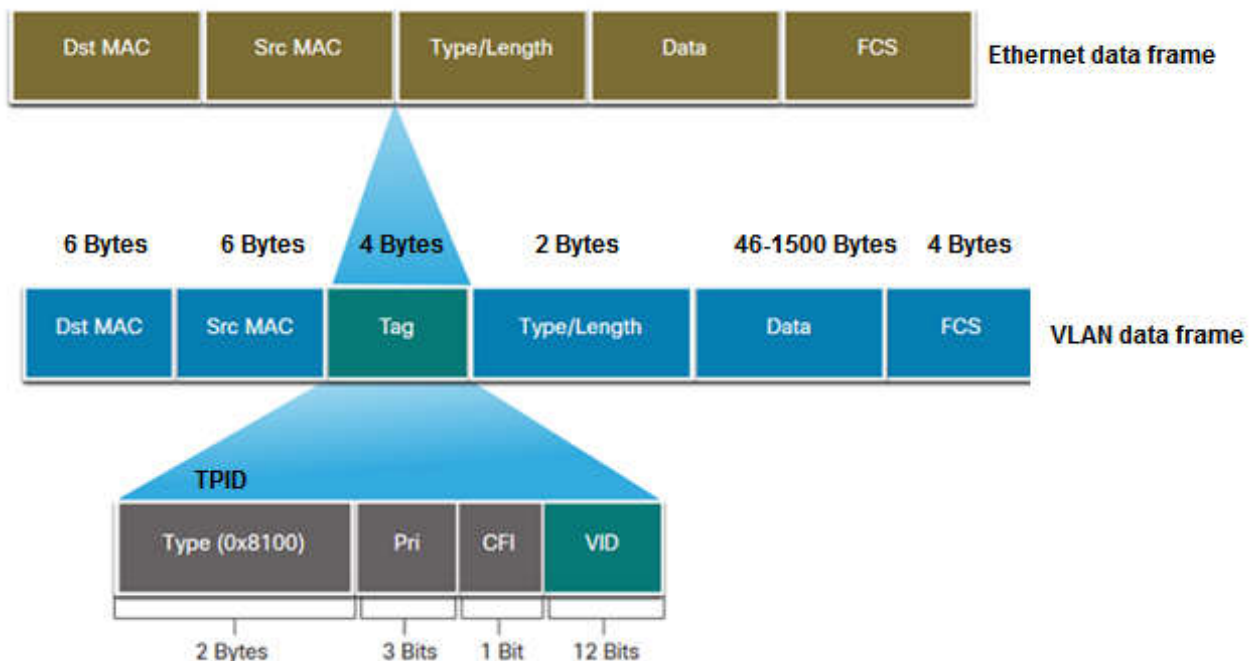 Dst MAC Src MAC Type/Length Data FCS Ethernet data frame
6 Bytes 6 Bytes 4 Bytes 2 Bytes 46-1500 Bytes 4 Bytes
Dst MAC Src MAC Tag Type/Length Data FCS VLAN data frame
TPID
Type (0x8100) Pri CFI VID
2 Bytes 3 Bits 1 Bit 12 Bits